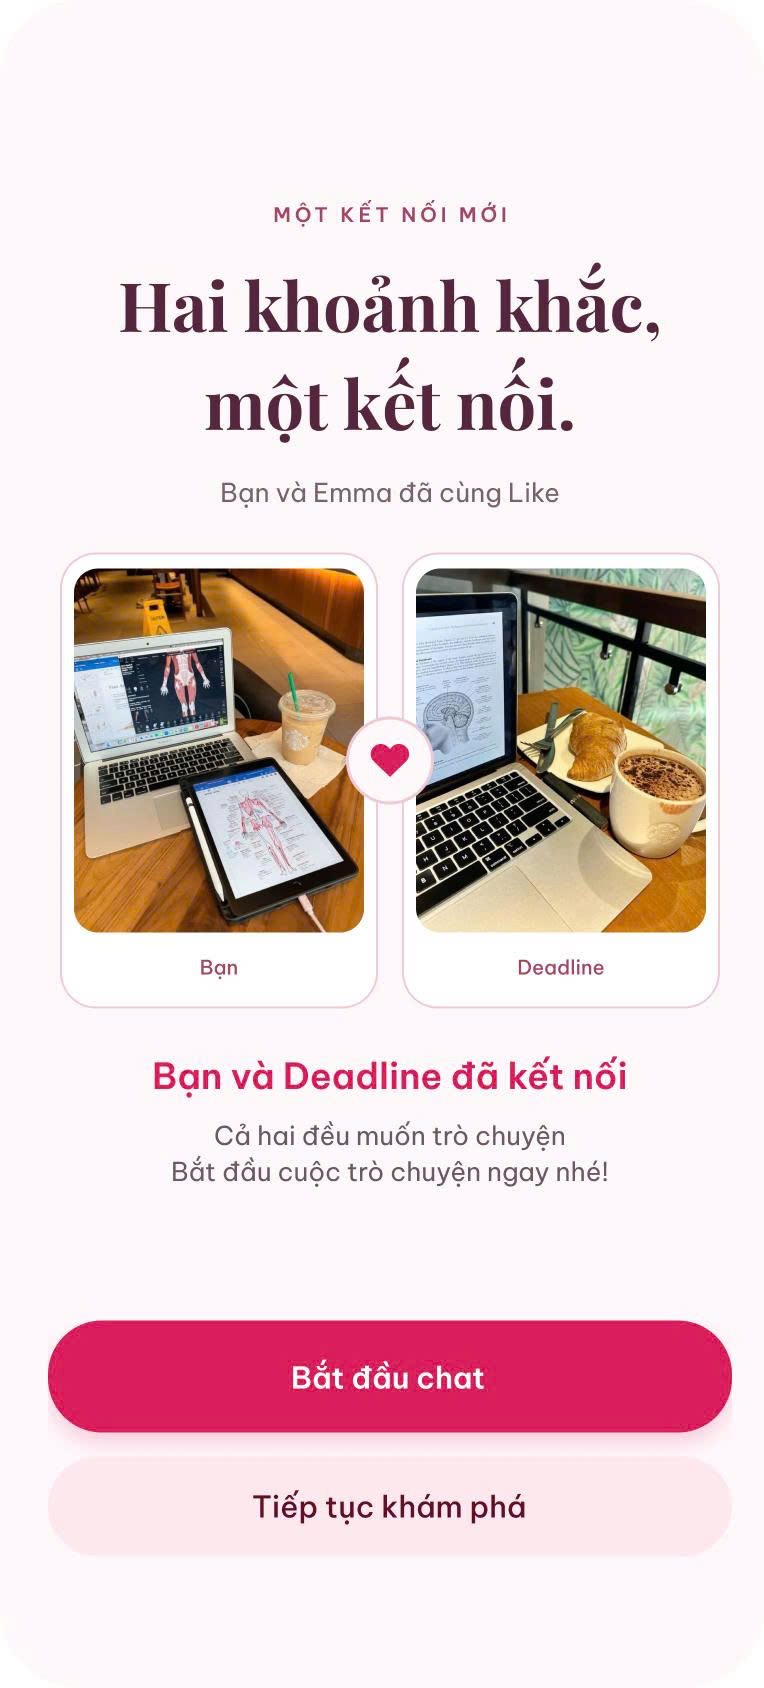 MỘT KẾT NỐI MỚI
Hai khoảnh khắc,
một kết nối.
Bạn và Emma đã cùng Like
Bạn
Deadline
Bạn và Deadline đã kết nối
Cả hai đều muốn trò chuyện
Bắt đầu cuộc trò chuyện ngay nhé!
Bắt đầu chat
Tiếp tục khám phá